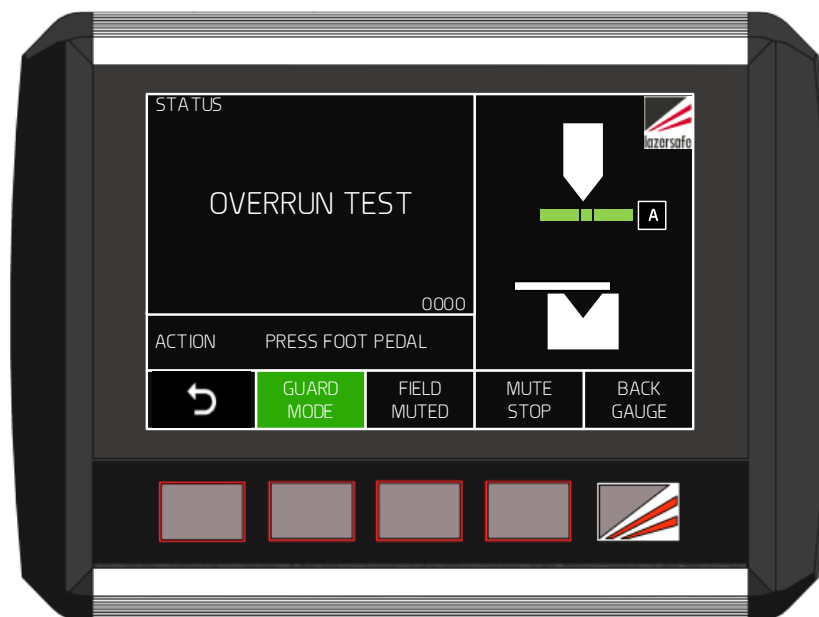 STATUS
lazersafe
OVERRUN TEST
A
0000
ACTION PRESS FOOT PEDAL
GUARD MODE
FIELD MUTED
MUTE STOP
BACK GAUGE